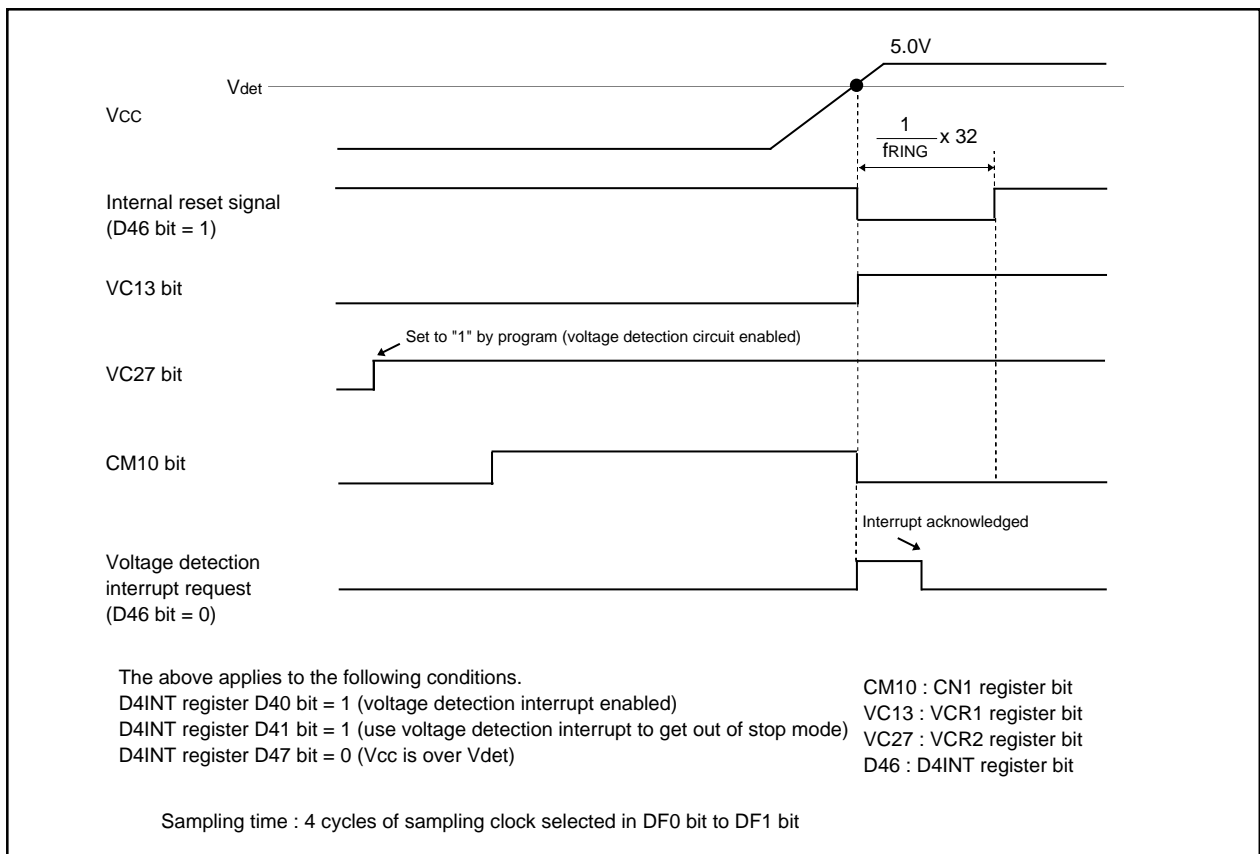 5.0V
Vdet
VCC
1
fRING
x 32
Internal reset signal
(D46 bit = 1)
VC13 bit
Set to "1" by program (voltage detection circuit enabled)
VC27 bit
CM10 bit
Interrupt acknowledged
Voltage detection
interrupt request
(D46 bit = 0)
The above applies to the following conditions.
D4INT register D40 bit = 1 (voltage detection interrupt enabled)
D4INT register D41 bit = 1 (use voltage detection interrupt to get out of stop mode)
D4INT register D47 bit = 0 (Vcc is over Vdet)
CM10 : CN1 register bit
VC13 : VCR1 register bit
VC27 : VCR2 register bit
D46 : D4INT register bit
Sampling time : 4 cycles of sampling clock selected in DF0 bit to DF1 bit